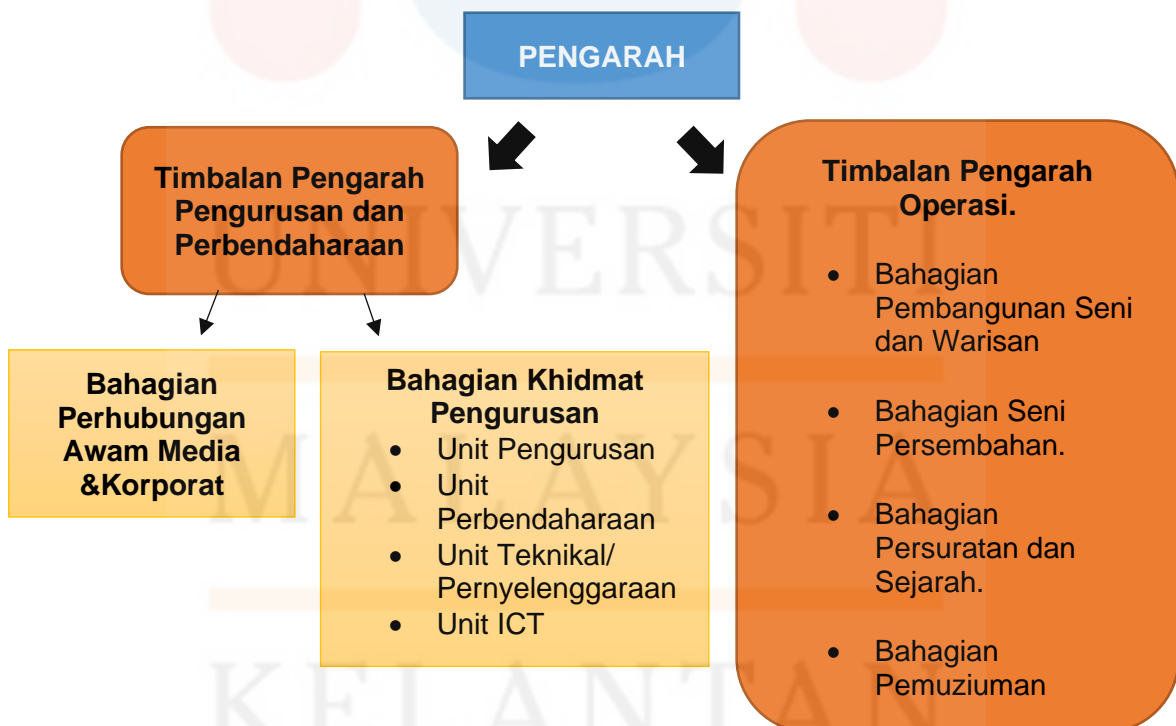 PENGARAH
Timbalan Pengarah
Pengurusan dan
Perbendaharaan
Timbalan Pengarah
Operasi.
• Bahagian
Pembangunan Seni
dan Warisan
• Bahagian Seni
Persembahan.
• Bahagian
Persuratan dan
Sejarah.
• Bahagian
Pemuziuman
Bahagian
Perhubungan
Awam Media
&Korporat
Bahagian Khidmat
Pengurusan
• Unit Pengurusan
• Unit
Perbendaharaan
• Unit Teknikal/
Pernyelenggaraan
• Unit ICT
UNIVERSITI
MALAYSIA
KELANTAN